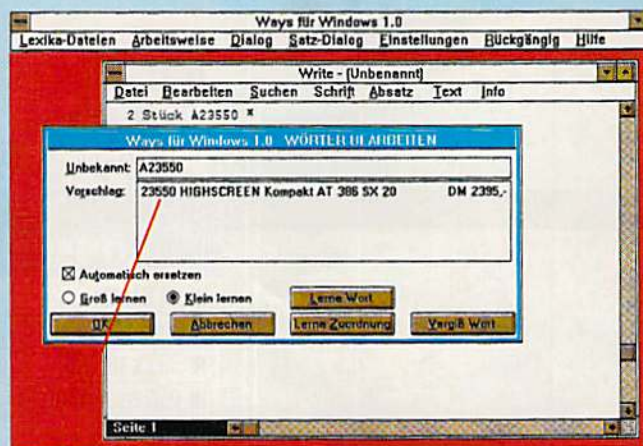 Ways für Windows 1.0
Lexika-Dateien Arbeitsweise Dialog Satz-Dialog Einstellungen Rückgängig Hilfe
Write - (Unbenannt)
Datei Bearbeiten Suchen Schrift Absatz Text Info
2 Stück A23550 ¤
Ways für Windows 1.0 WÖRTER BEARBEITEN
Unbekannt: A23550
Vorschlag: 23550 HIGHSCREEN Kompakt AT 386 SX 20 DM 2395,-
Automatisch ersetzen
Groß lernen Klein lernen Lerne Wort
OK Abbrechen Lerne Zuordnung Vergiß Wort
Seite 1